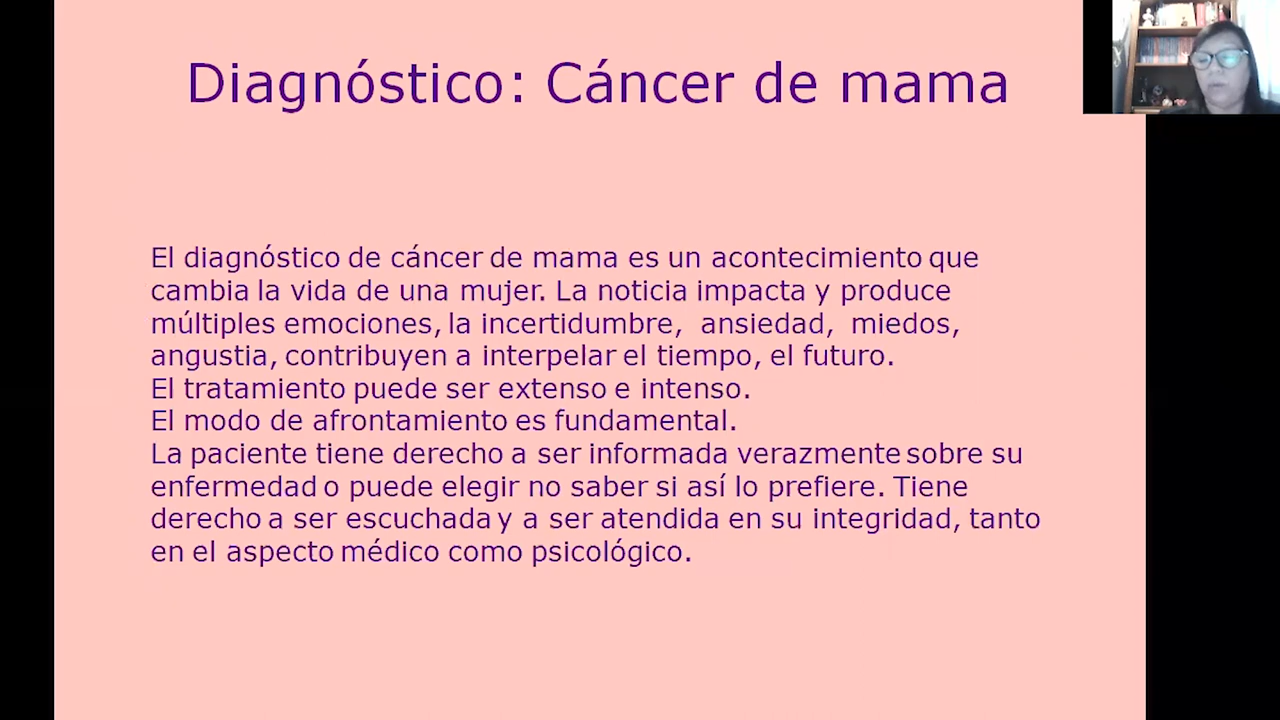 Diagnóstico: Cáncer de mama
El diagnóstico de cáncer de mama es un acontecimiento que
cambia la vida de una mujer. La noticia impacta y produce
múltiples emociones, la incertidumbre, ansiedad, miedos,
angustia, contribuyen a interpelar el tiempo, el futuro.
El tratamiento puede ser extenso e intenso.
El modo de afrontamiento es fundamental.
La paciente tiene derecho a ser informada verazmente sobre su
enfermedad o puede elegir no saber si así lo prefiere. Tiene
derecho a ser escuchada y a ser atendida en su integridad, tanto
en el aspecto médico como psicológico.